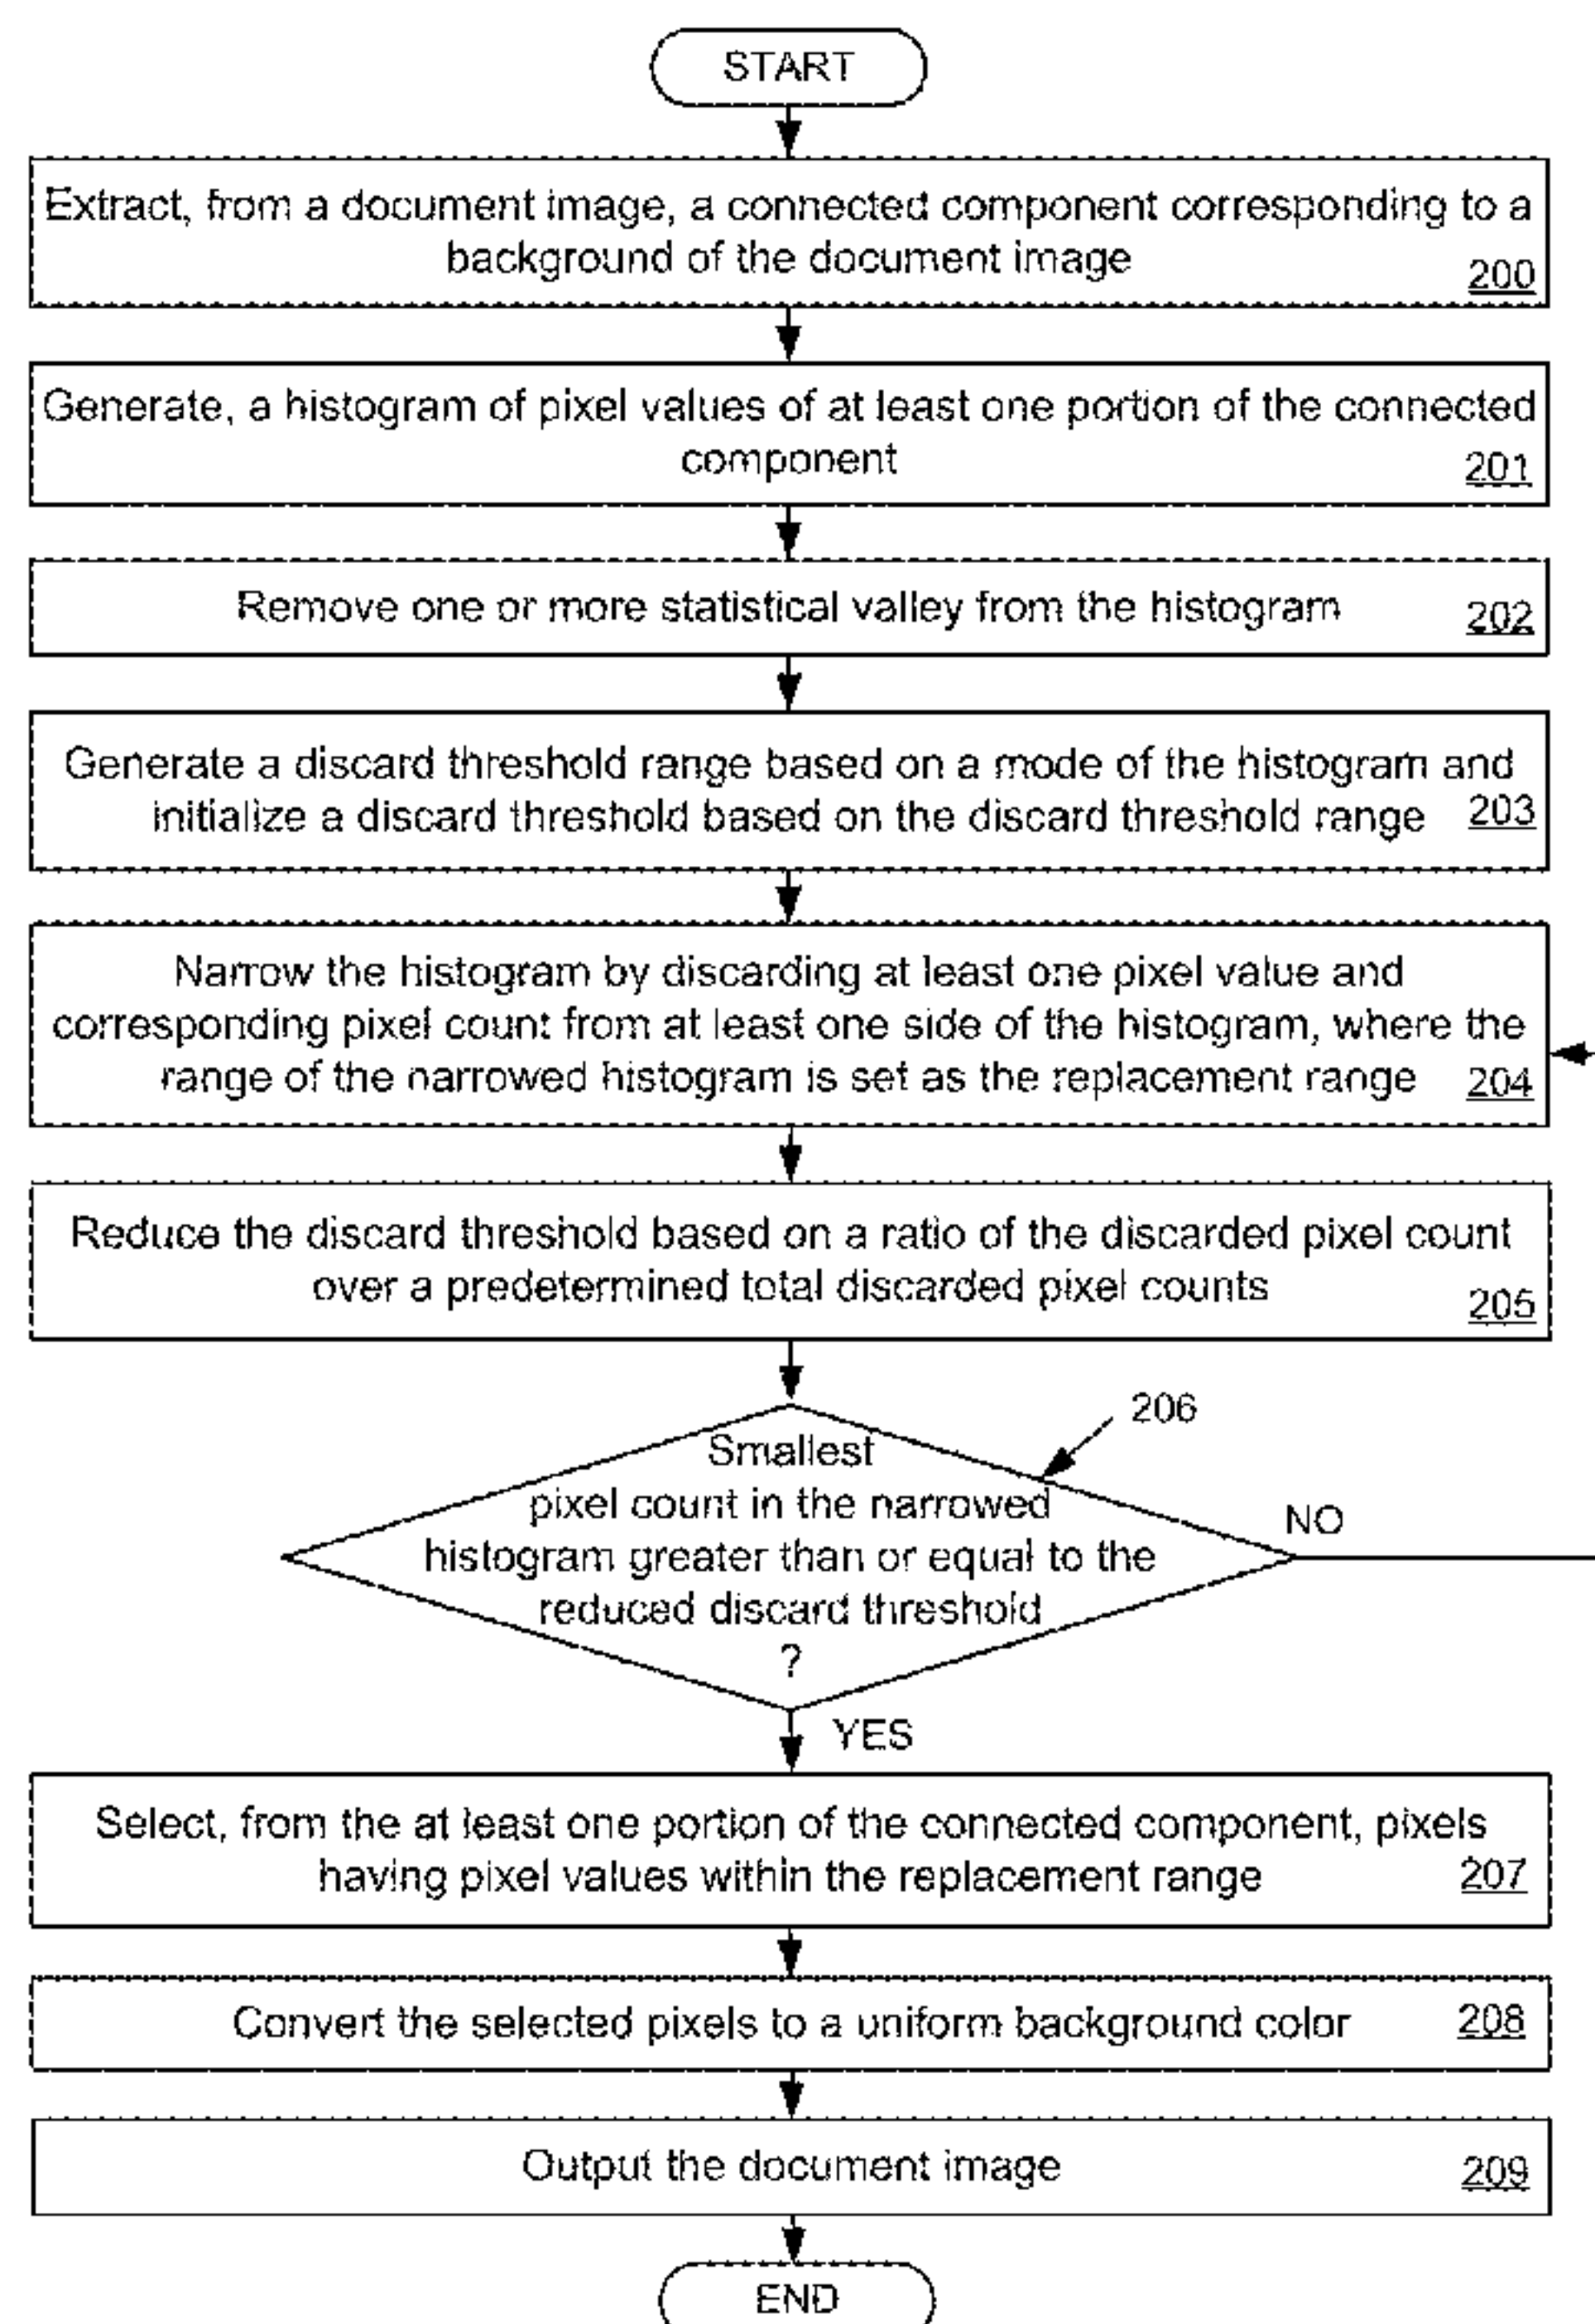 START
Extract, from a document image, a connected component corresponding to a
background of the document image
200
Generate, a histogram of pixel values of at least one portion of the connected
component
201
Remove one or more statistical valley from the histogram
202
Generate a discard threshold range based on a mode of the histogram and
initialize a discard threshold based on the discard threshold range
203
Narrow the histogram by discarding at least one pixel value and
corresponding pixel count from at least one side of the histogram, where the
range of the narrowed histogram is set as the replacement range
204
Reduce the discard threshold based on a ratio of the discarded pixel count
over a predetermined total discarded pixel counts
205
206
Smallest
pixel count in the narrowed
histogram greater than or equal to the
reduced discard threshold
?
NO
YES
Select, from the at least one portion of the connected component, pixels
having pixel values within the replacement range
207
Convert the selected pixels to a uniform background color
208
Output the document image
209
END